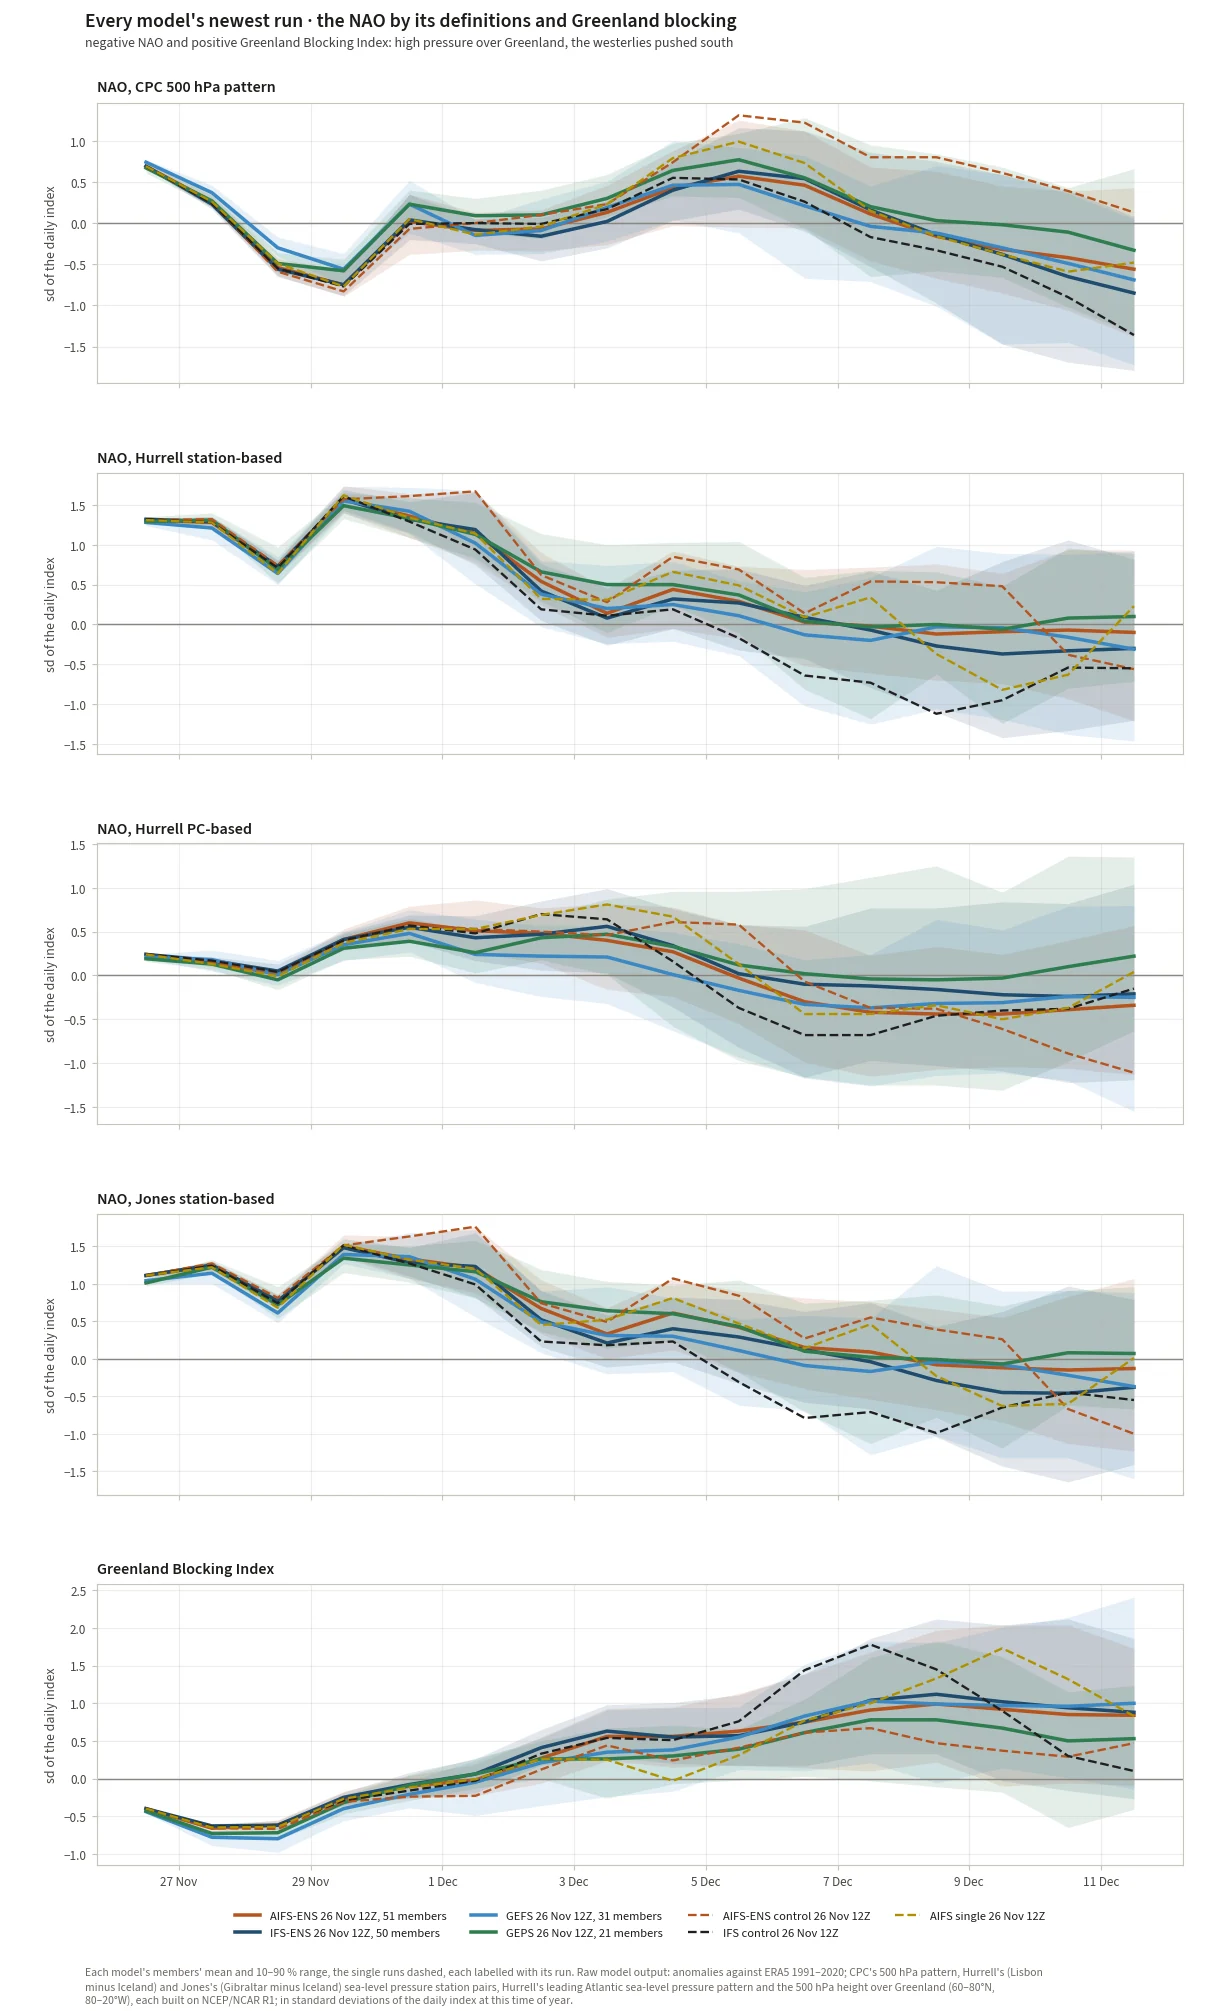 Every model's newest run · the NAO by its definitions and Greenland blocking
negative NAO and positive Greenland Blocking Index: high pressure over Greenland, the westerlies pushed south
NAO, CPC 500 hPa pattern
sd of the daily index
1.0
0.5
0.0
−0.5
−1.0
−1.5
NAO, Hurrell station-based
sd of the daily index
1.5
1.0
0.5
0.0
−0.5
−1.0
−1.5
NAO, Hurrell PC-based
sd of the daily index
1.5
1.0
0.5
0.0
−0.5
−1.0
−1.5
NAO, Jones station-based
sd of the daily index
1.5
1.0
0.5
0.0
−0.5
−1.0
−1.5
Greenland Blocking Index
sd of the daily index
2.5
2.0
1.5
1.0
0.5
0.0
−0.5
−1.0
27 Nov 29 Nov 1 Dec 3 Dec 5 Dec 7 Dec 9 Dec 11 Dec
AIFS-ENS 26 Nov 12Z, 51 members GEFS 26 Nov 12Z, 31 members AIFS-ENS control 26 Nov 12Z AIFS single 26 Nov 12Z
IFS-ENS 26 Nov 12Z, 50 members GEPS 26 Nov 12Z, 21 members IFS control 26 Nov 12Z
Each model's members' mean and 10–90 % range, the single runs dashed, each labelled with its run. Raw model output: anomalies against ERA5 1991–2020; CPC's 500 hPa pattern, Hurrell's (Lisbon
minus Iceland) and Jones's (Gibraltar minus Iceland) sea-level pressure station pairs, Hurrell's leading Atlantic sea-level pressure pattern and the 500 hPa height over Greenland (60–80°N,
80–20°W), each built on NCEP/NCAR R1; in standard deviations of the daily index at this time of year.